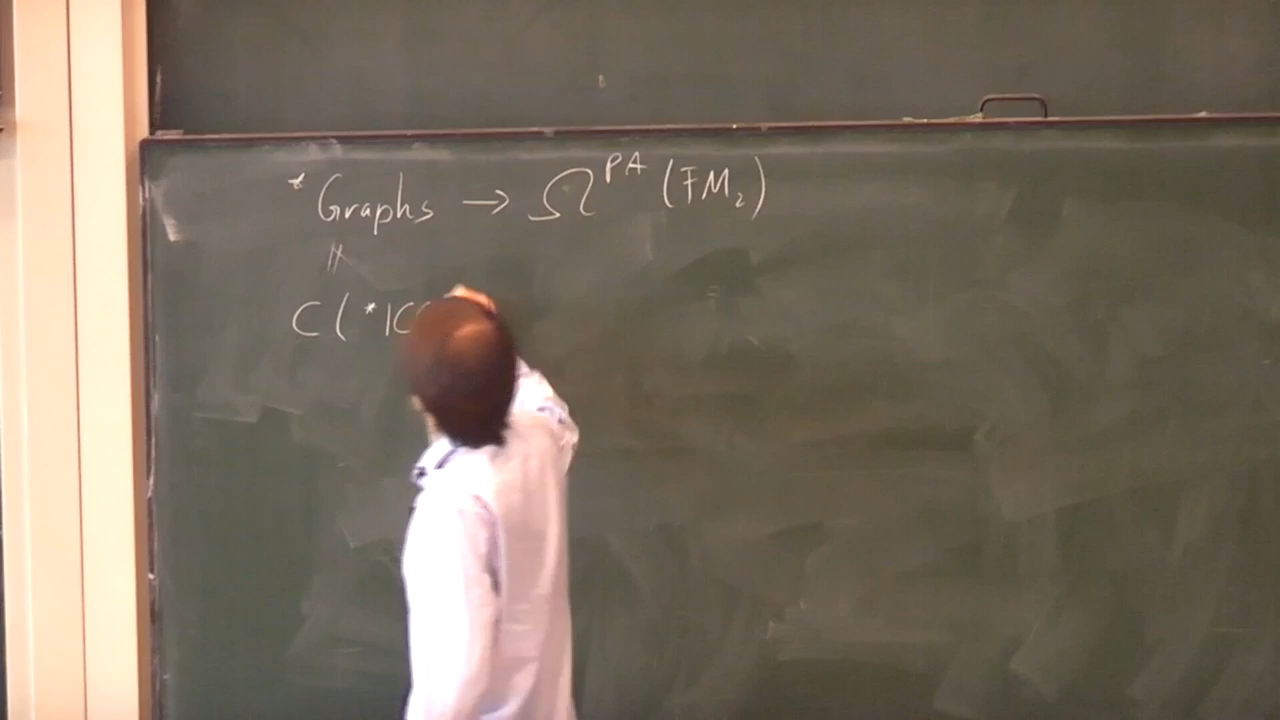 * Graphs → Ω^{PA} (FM₂)
||
C ( *IC